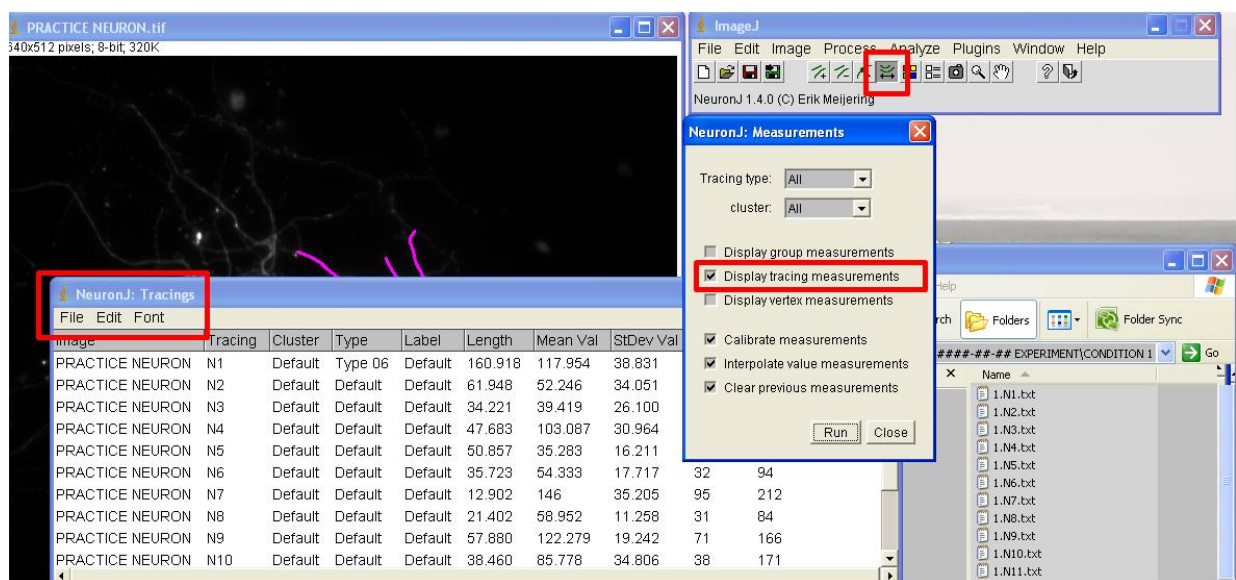 PRACTICE NEURON.tif
640x512 pixels; 8-bit; 320K
ImageJ
File Edit Image Process Analyze Plugins Window Help
NeuronJ 1.4.0 (C) Erik Meijering
NeuronJ: Measurements
Tracing type: All
cluster: All
Display group measurements
Display tracing measurements
Display vertex measurements
Calibrate measurements
Interpolate value measurements
Clear previous measurements
Run Close
NeuronJ: Tracings
File Edit Font
Image Tracing Cluster Type Label Length Mean Val StDev Val
PRACTICE NEURON N1 Default Type 06 Default 160.918 117.954 38.831
PRACTICE NEURON N2 Default Default Default 61.948 52.246 34.051
PRACTICE NEURON N3 Default Default Default 34.221 39.419 26.100
PRACTICE NEURON N4 Default Default Default 47.683 103.087 30.964
PRACTICE NEURON N5 Default Default Default 50.857 35.283 16.211
PRACTICE NEURON N6 Default Default Default 35.723 54.333 17.717 32 94
PRACTICE NEURON N7 Default Default Default 12.902 146 35.205 95 212
PRACTICE NEURON N8 Default Default Default 21.402 58.952 11.258 31 84
PRACTICE NEURON N9 Default Default Default 57.880 122.279 19.242 71 166
PRACTICE NEURON N10 Default Default Default 38.460 85.778 34.806 38 171
Help
rch Folders Folder Sync
####-##-## EXPERIMENT\CONDITION 1 Go
Name
1.N1.txt
1.N2.txt
1.N3.txt
1.N4.txt
1.N5.txt
1.N6.txt
1.N7.txt
1.N8.txt
1.N9.txt
1.N10.txt
1.N11.txt